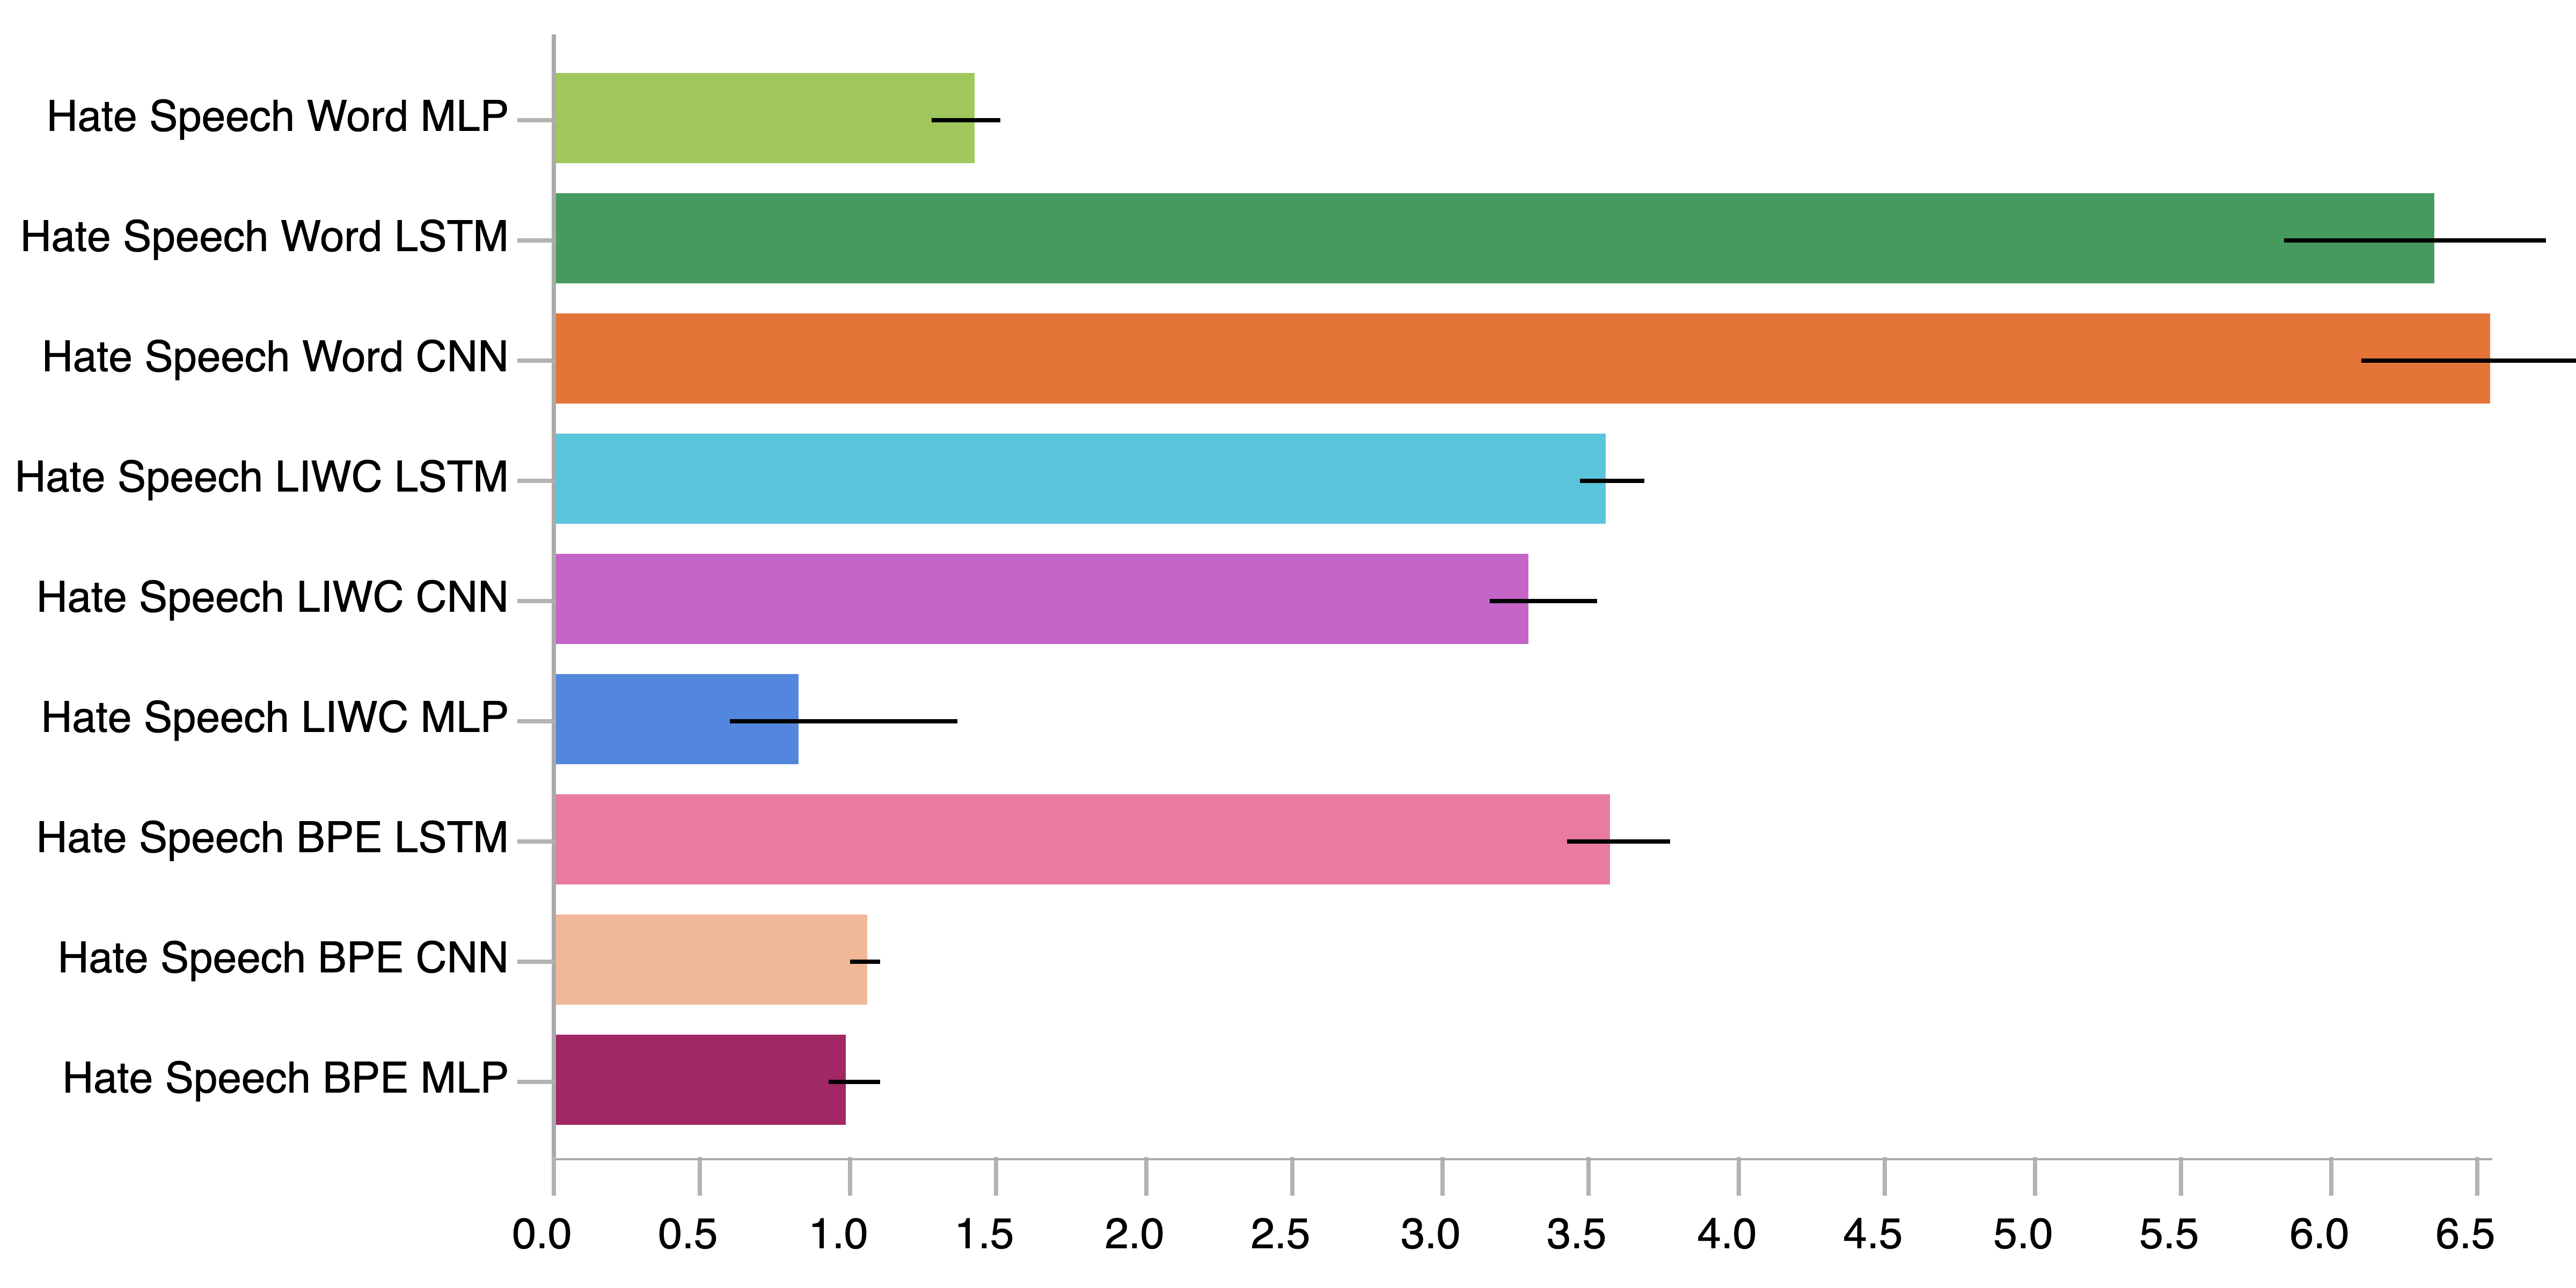 Hate Speech Word MLP
Hate Speech Word LSTM
Hate Speech Word CNN
Hate Speech LIWC LSTM
Hate Speech LIWC CNN
Hate Speech LIWC MLP
Hate Speech BPE LSTM
Hate Speech BPE CNN
Hate Speech BPE MLP
0.0 0.5 1.0 1.5 2.0 2.5 3.0 3.5 4.0 4.5 5.0 5.5 6.0 6.5